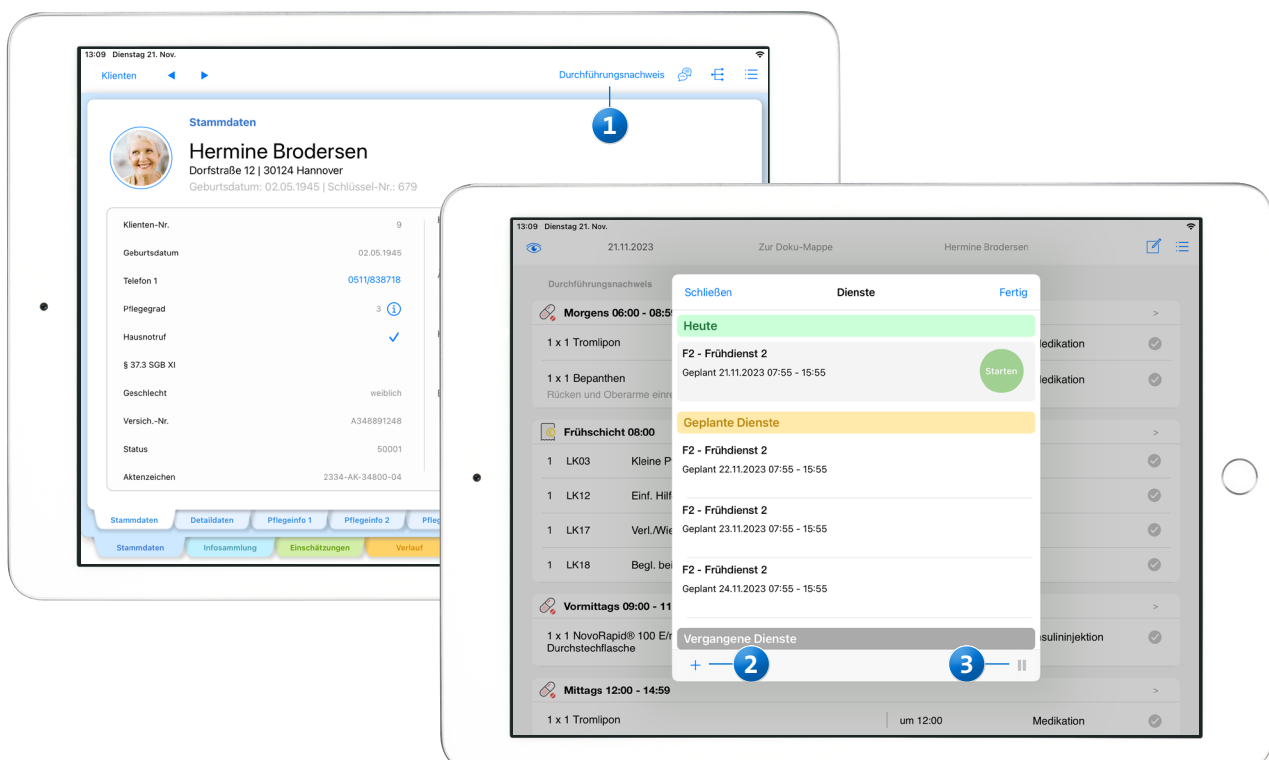 13:09 Dienstag 21. Nov.
Klienten
Durchführungsnachweis
1
Stammdaten
Hermine Brodersen
Dorfstraße 12 | 30124 Hannover
Geburtsdatum: 02.05.1945 | Schlüssel-Nr.: 679
Klienten-Nr. 9
Geburtsdatum 02.05.1945
Telefon 1 0511/838718
Pflegegrad 3
Hausnotruf
§ 37.3 SGB XI
Geschlecht weiblich
Versich.-Nr. A348891248
Status 50001
Aktenzeichen 2334-AK-34800-04
Stammdaten Detaildaten Pflegeinfo 1 Pflegeinfo 2 Pfleg
Stammdaten Infosammlung Einschätzungen Verlauf
13:09 Dienstag 21. Nov.
21.11.2023 Zur Doku-Mappe Hermine Brodersen
Durchführungsnachweis
Morgens 06:00 - 08:5 >
1 x 1 Tromlipon Medikation
1 x 1 Bepanthen Medikation
Rücken und Oberarme einre
Frühschicht 08:00 >
1 LK03 Kleine P
1 LK12 Einf. Hilf
1 LK17 Verl./Wie
1 LK18 Begl. bei
Vormittags 09:00 - 11 >
1 x 1 NovoRapid® 100 E/m nsulininjektion
Durchstechflasche
Mittags 12:00 - 14:59 >
1 x 1 Tromlipon um 12:00 Medikation
Schließen Dienste Fertig
Heute
F2 - Frühdienst 2
Geplant 21.11.2023 07:55 - 15:55
Starten
Geplante Dienste
F2 - Frühdienst 2
Geplant 22.11.2023 07:55 - 15:55
F2 - Frühdienst 2
Geplant 23.11.2023 07:55 - 15:55
F2 - Frühdienst 2
Geplant 24.11.2023 07:55 - 15:55
Vergangene Dienste
+ 2 3